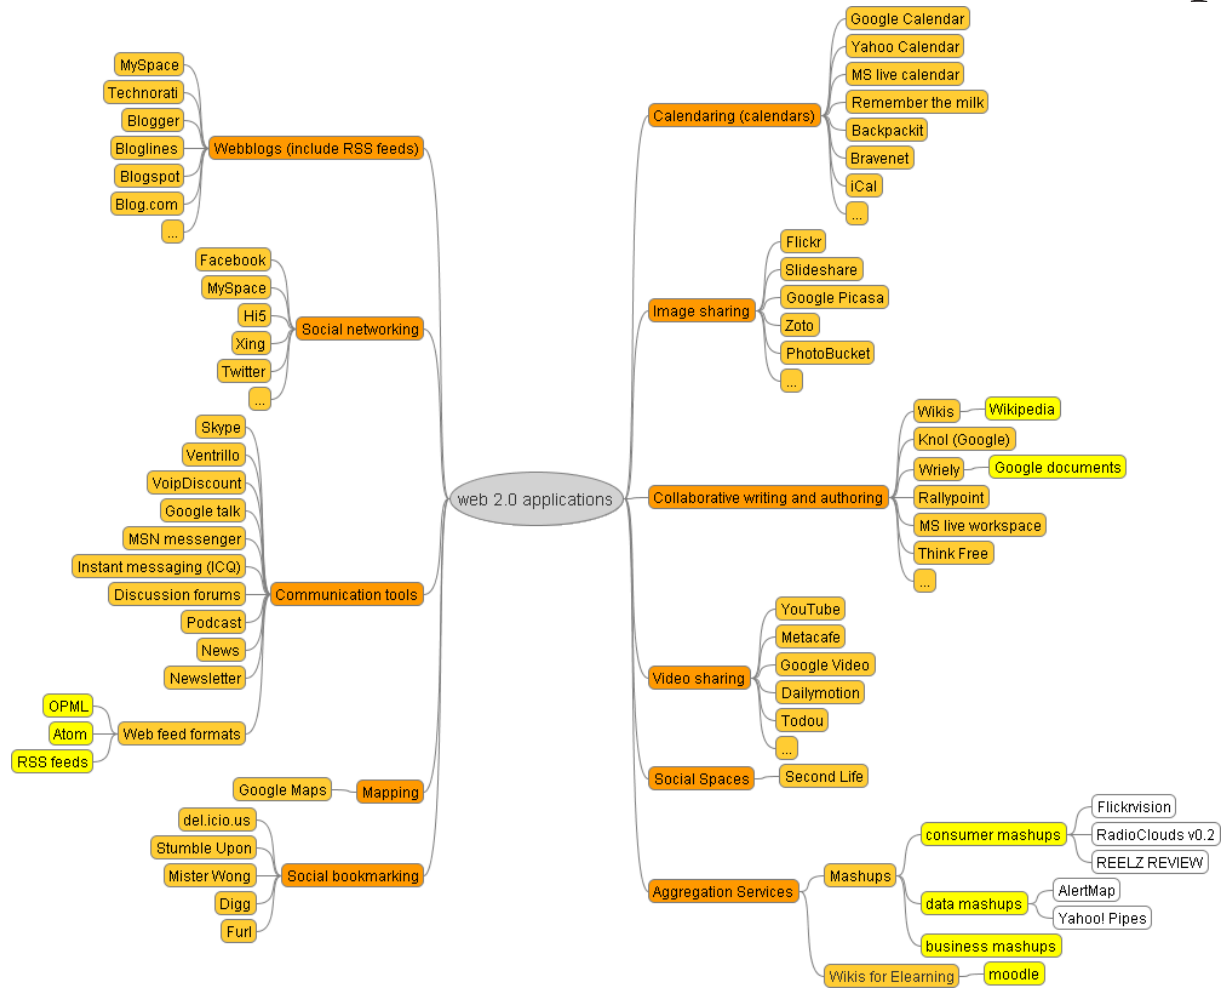 web 2.0 applications
Webblogs (include RSS feeds)
MySpace
Technorati
Blogger
Bloglines
Blogspot
Blog.com
...
Social networking
Facebook
MySpace
Hi5
Xing
Twitter
...
Communication tools
Skype
Ventrillo
VoipDiscount
Google talk
MSN messenger
Instant messaging (ICQ)
Discussion forums
Podcast
News
Newsletter
Web feed formats
OPML
Atom
RSS feeds
Mapping
Google Maps
Social bookmarking
del.icio.us
Stumble Upon
Mister Wong
Digg
Furl
Calendaring (calendars)
Google Calendar
Yahoo Calendar
MS live calendar
Remember the milk
Backpackit
Bravenet
iCal
...
Image sharing
Flickr
Slideshare
Google Picasa
Zoto
PhotoBucket
...
Collaborative writing and authoring
Wikis
Wikipedia
Knol (Google)
Wriely
Google documents
Rallypoint
MS live workspace
Think Free
...
Video sharing
YouTube
Metacafe
Google Video
Dailymotion
Todou
...
Social Spaces
Second Life
Aggregation Services
Mashups
consumer mashups
Flickrvision
RadioClouds v0.2
REELZ REVIEW
data mashups
AlertMap
Yahoo! Pipes
business mashups
Wikis for Elearning
moodle